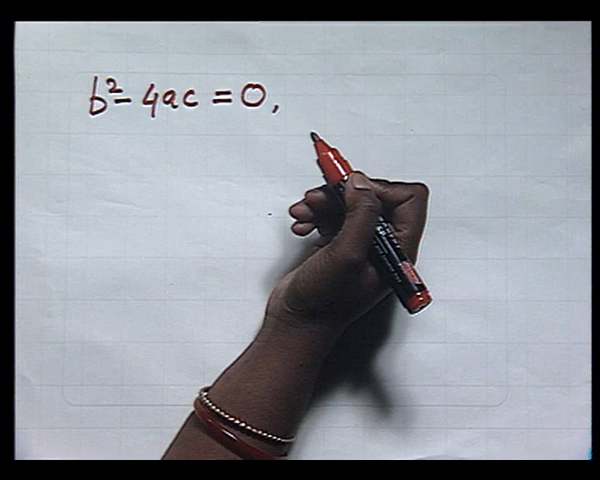 b² - 4ac = 0,